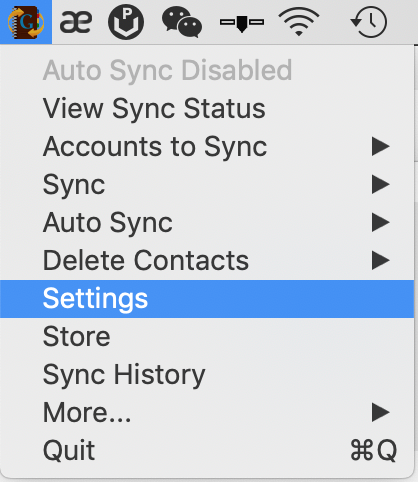 G
æ
P
Auto Sync Disabled
View Sync Status
Accounts to Sync
Sync
Auto Sync
Delete Contacts
Settings
Store
Sync History
More...
Quit ⌘Q